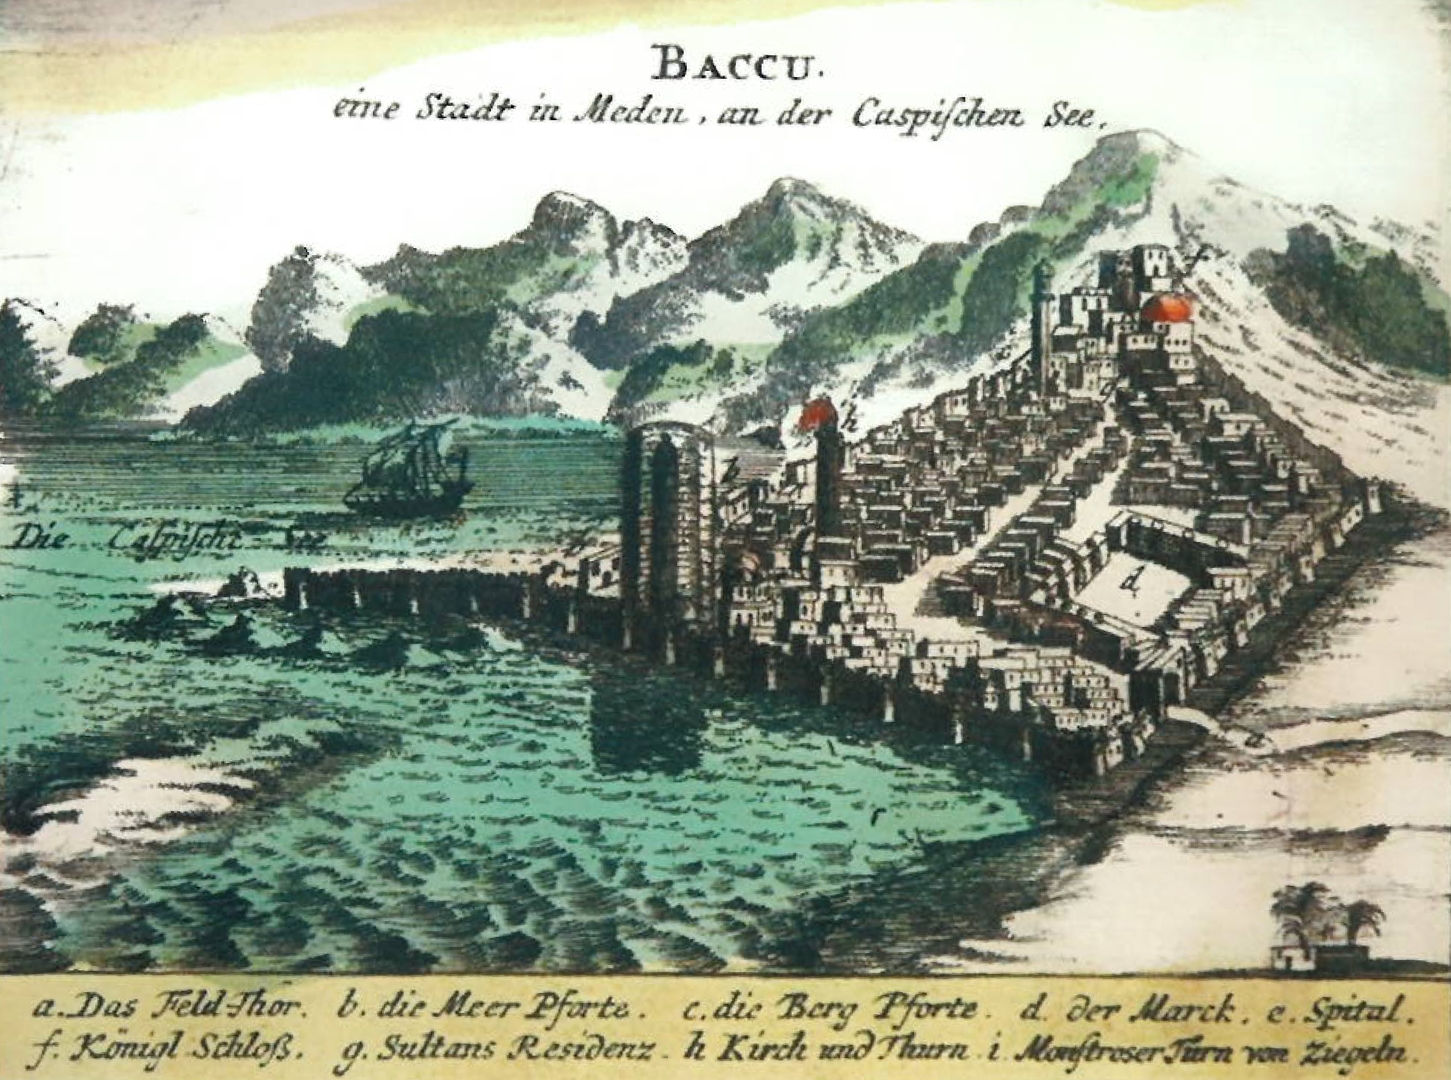 BACCU.
eine Stadt in Meden, an der Caspiſchen See.
f
h
h
Die Caſpiſche See
d
a. Das Feld-Thor. b. die Meer Pforte. c. die Berg Pforte. d. der Marck. e. Spital.
f. Königl Schloß. g. Sultans Residenz. h Kirch und Thurn i. Monſtroser Turn von Ziegeln.